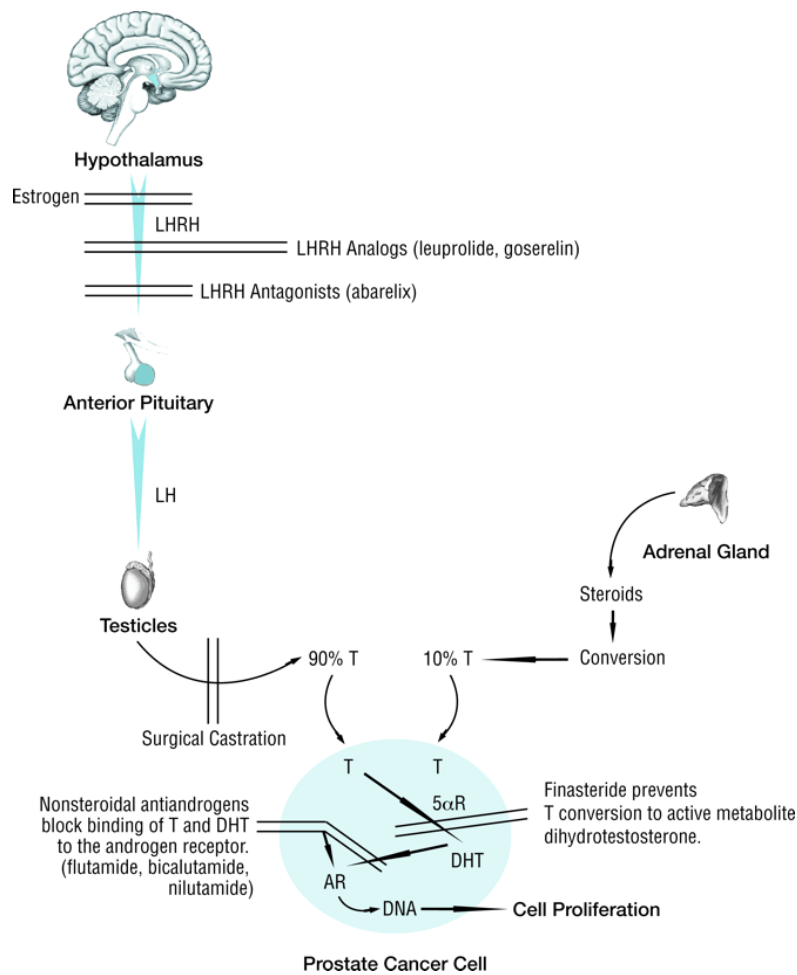 Hypothalamus
Estrogen
LHRH
LHRH Analogs (leuprolide, goserelin)
LHRH Antagonists (abarelix)
Anterior Pituitary
LH
Adrenal Gland
Steroids
Testicles
90% T
10% T
Conversion
Surgical Castration
T
T
5αR
Finasteride prevents
T conversion to active metabolite
dihydrotestosterone.
Nonsteroidal antiandrogens
block binding of T and DHT
to the androgen receptor.
(flutamide, bicalutamide,
nilutamide)
DHT
AR
DNA
Cell Proliferation
Prostate Cancer Cell